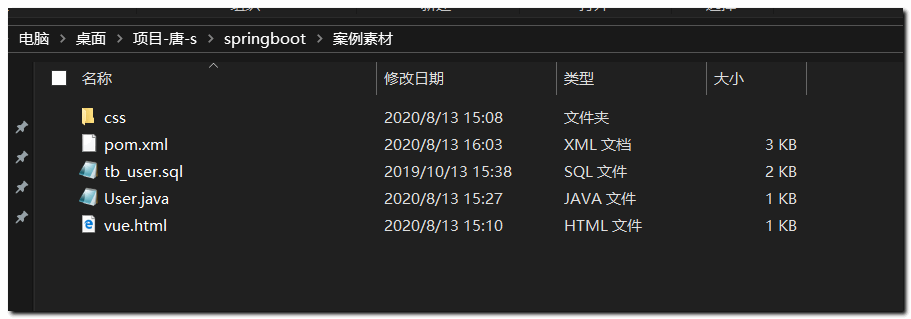 电脑 > 桌面 > 项目-唐-s > springboot > 案例素材
名称 修改日期 类型 大小
css 2020/8/13 15:08 文件夹
pom.xml 2020/8/13 16:03 XML 文档 3 KB
tb_user.sql 2019/10/13 15:38 SQL 文件 2 KB
User.java 2020/8/13 15:27 JAVA 文件 1 KB
vue.html 2020/8/13 15:10 HTML 文件 1 KB